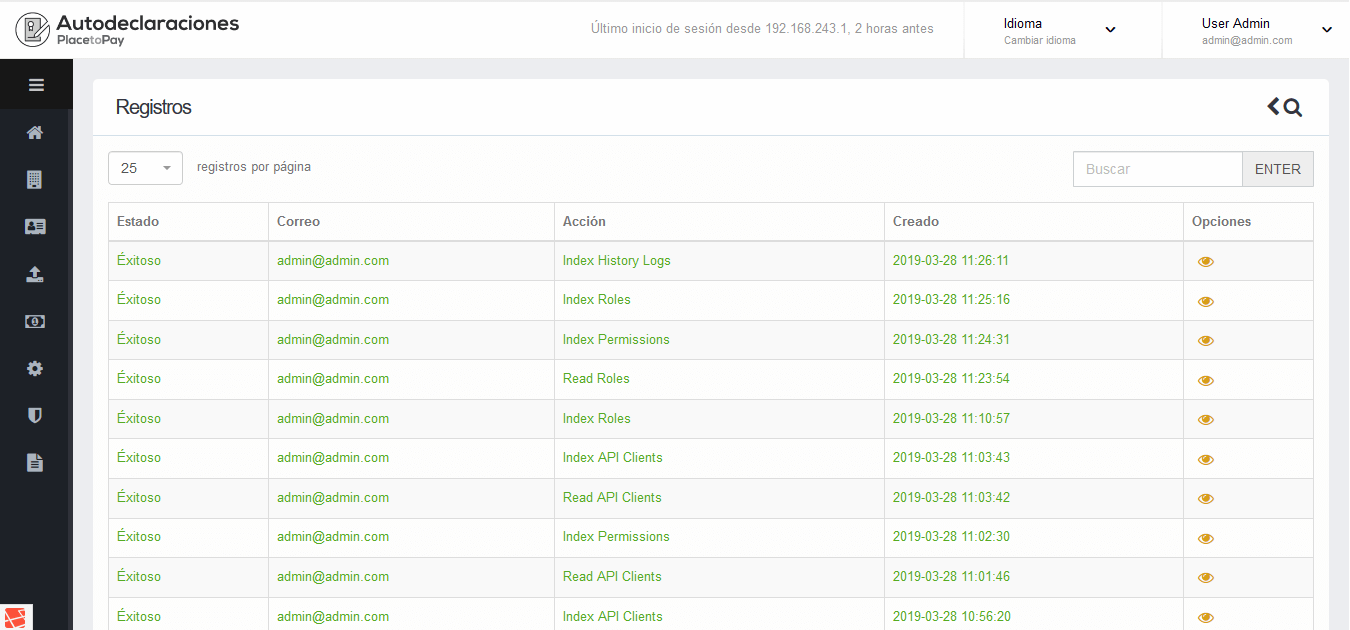 Autodeclaraciones
PlacetoPay
Último inicio de sesión desde 192.168.243.1, 2 horas antes
Idioma
Cambiar idioma
User Admin
admin@admin.com
Registros
25 registros por página
Buscar ENTER
Estado Correo Acción Creado Opciones
Éxitoso admin@admin.com Index History Logs 2019-03-28 11:26:11
Éxitoso admin@admin.com Index Roles 2019-03-28 11:25:16
Éxitoso admin@admin.com Index Permissions 2019-03-28 11:24:31
Éxitoso admin@admin.com Read Roles 2019-03-28 11:23:54
Éxitoso admin@admin.com Index Roles 2019-03-28 11:10:57
Éxitoso admin@admin.com Index API Clients 2019-03-28 11:03:43
Éxitoso admin@admin.com Read API Clients 2019-03-28 11:03:42
Éxitoso admin@admin.com Index Permissions 2019-03-28 11:02:30
Éxitoso admin@admin.com Read API Clients 2019-03-28 11:01:46
Éxitoso admin@admin.com Index API Clients 2019-03-28 10:56:20